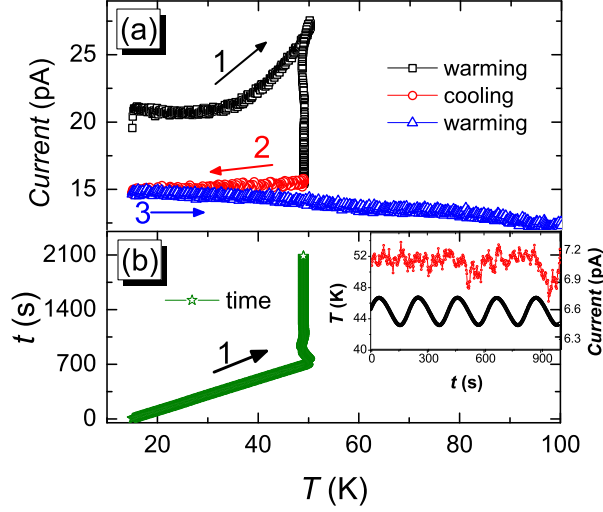 (a)
1
2
3
warming
cooling
warming
Current (pA)
25
20
15
(b)
time
1
t (s)
2100
1400
700
0
20
40
60
80
100
T (K)
52
48
44
40
T (K)
7.2
6.9
6.6
6.3
Current (pA)
0
300
600
900
t (s)